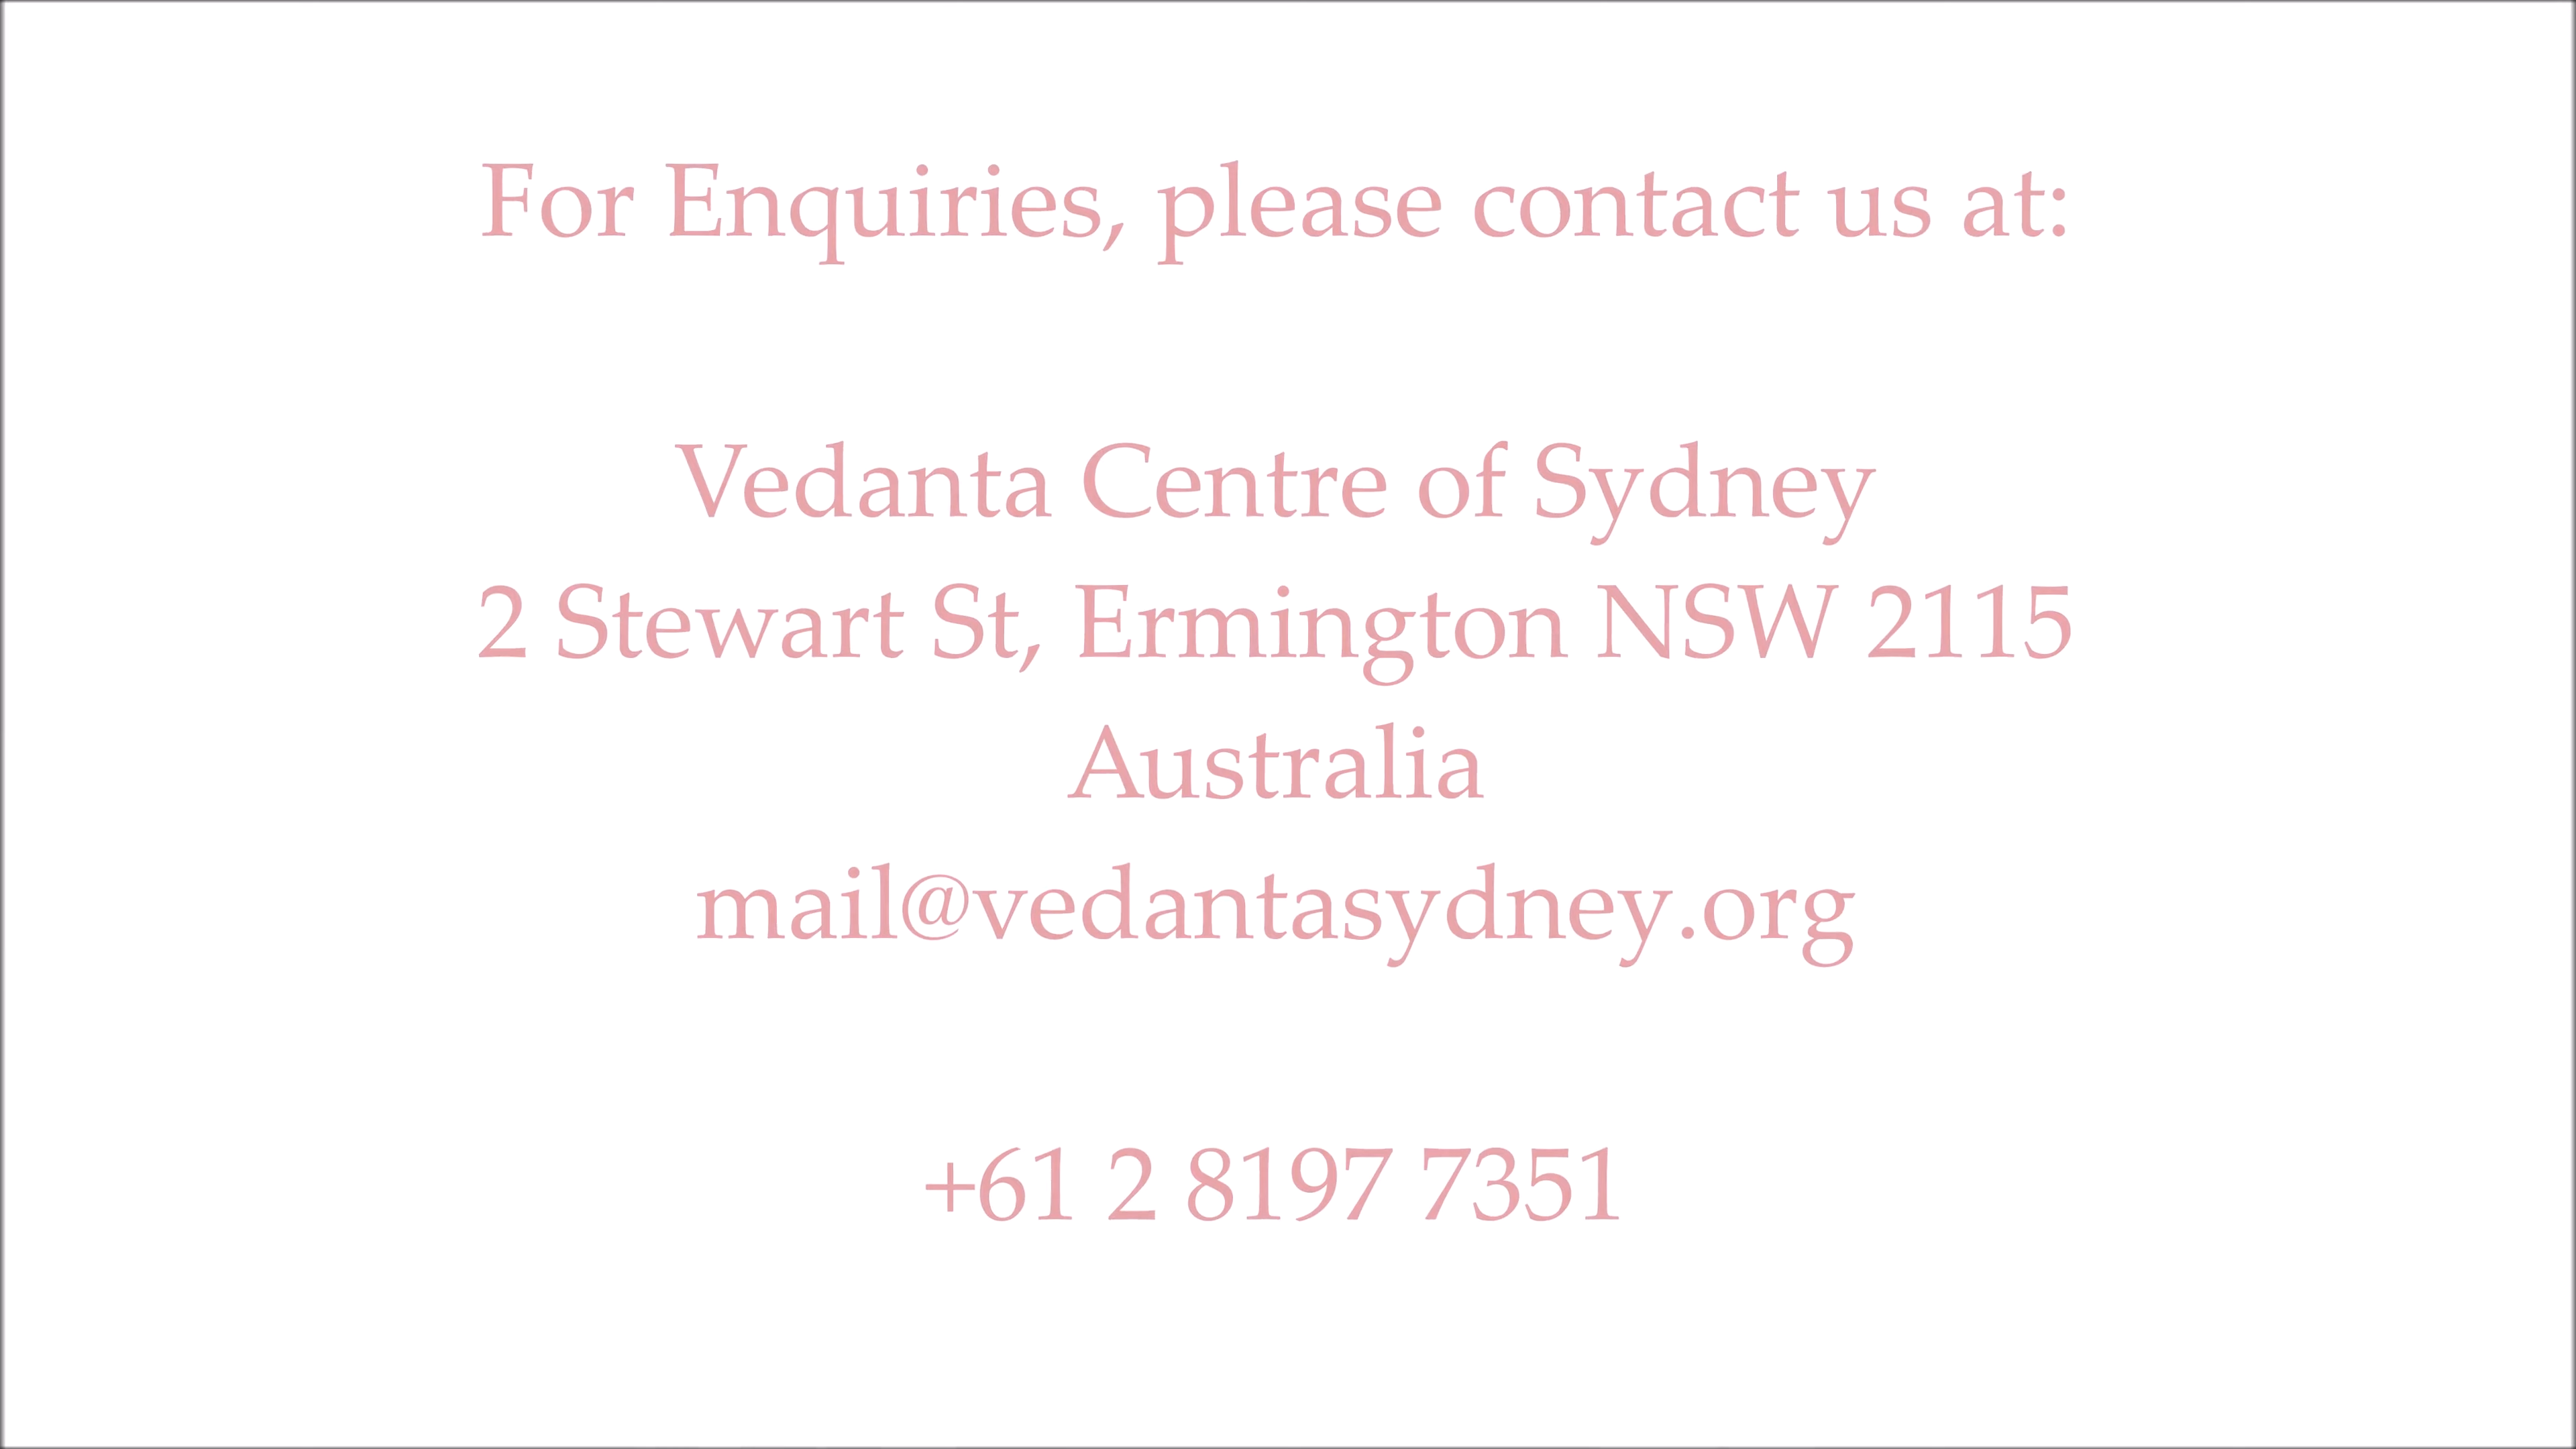 For Enquiries, please contact us at:
Vedanta Centre of Sydney
2 Stewart St, Ermington NSW 2115
Australia
mail@vedantasydney.org
+61 2 8197 7351